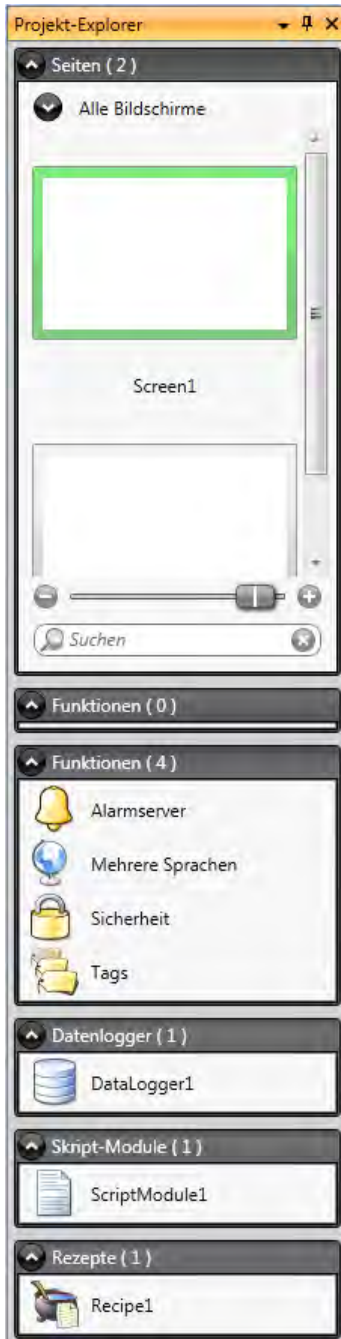 Projekt-Explorer
Seiten ( 2 )
Alle Bildschirme
Screen1
Suchen
Funktionen ( 0 )
Funktionen ( 4 )
Alarmserver
Mehrere Sprachen
Sicherheit
Tags
Datenlogger ( 1 )
DataLogger1
Skript-Module ( 1 )
ScriptModule1
Rezepte ( 1 )
Recipe1